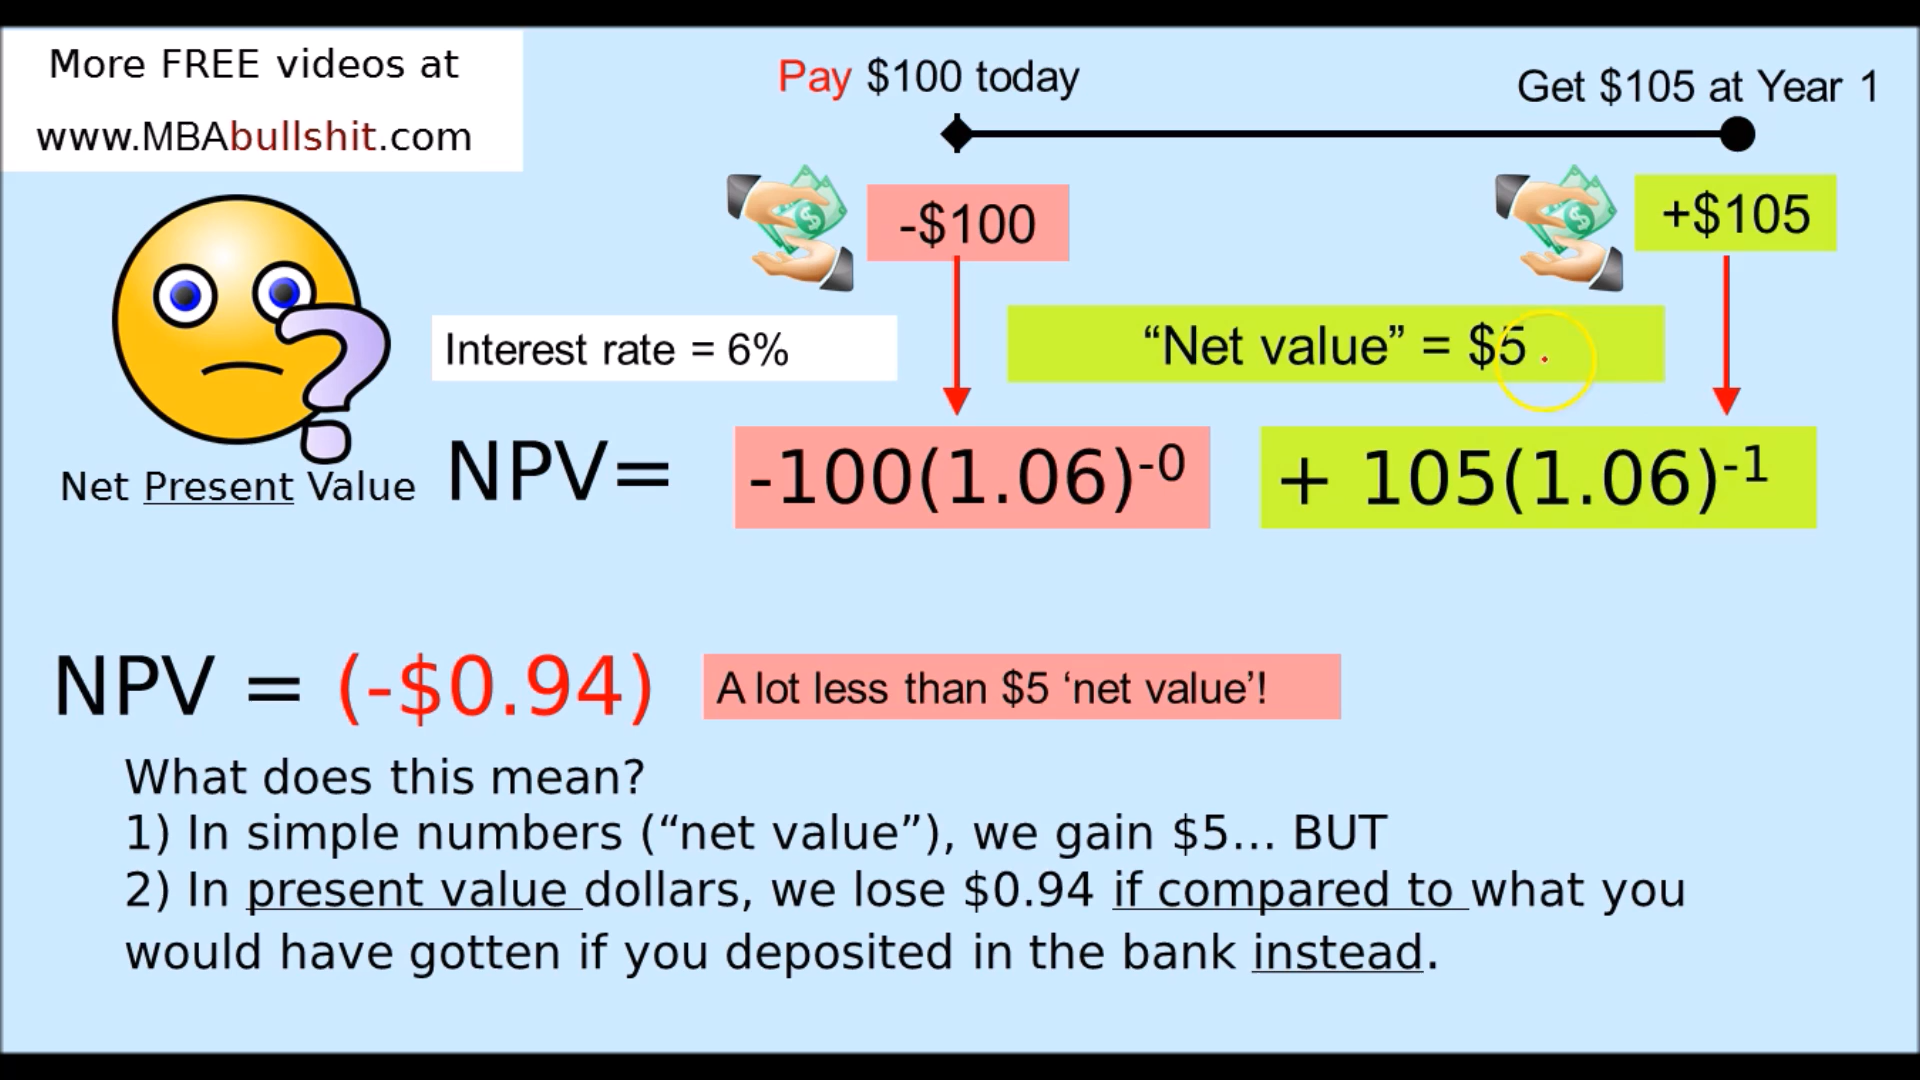 More FREE videos at
www.MBAbullshit.com
Pay $100 today
Get $105 at Year 1
-$100
+$105
Interest rate = 6%
“Net value” = $5
Net Present Value
NPV= -100(1.06)⁻⁰ + 105(1.06)⁻¹
NPV = (-$0.94)
A lot less than $5 ‘net value’!
What does this mean?
1) In simple numbers (“net value”), we gain $5... BUT
2) In present value dollars, we lose $0.94 if compared to what you
would have gotten if you deposited in the bank instead.